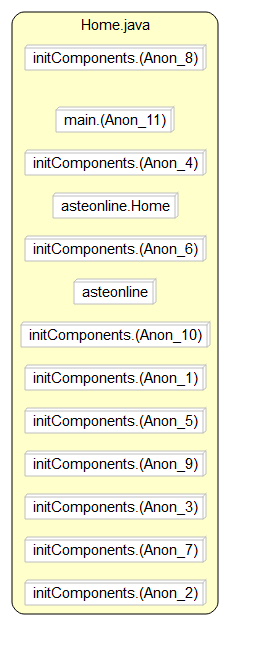 Home.java
initComponents.(Anon_8)
main.(Anon_11)
initComponents.(Anon_4)
asteonline.Home
initComponents.(Anon_6)
asteonline
initComponents.(Anon_10)
initComponents.(Anon_1)
initComponents.(Anon_5)
initComponents.(Anon_9)
initComponents.(Anon_3)
initComponents.(Anon_7)
initComponents.(Anon_2)